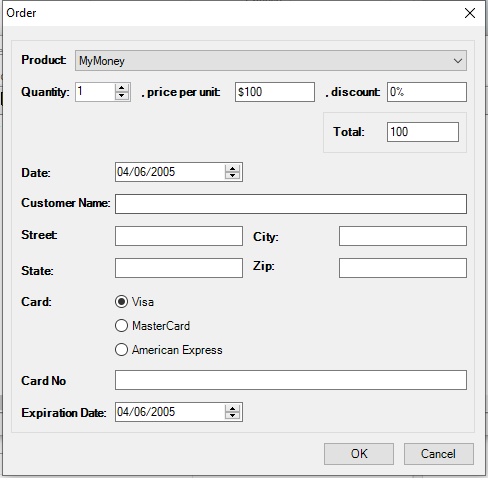 Order
Product: MyMoney
Quantity: 1 , price per unit: $100 , discount: 0%
Total: 100
Date: 04/06/2005
Customer Name:
Street: City:
State: Zip:
Card: Visa
MasterCard
American Express
Card No
Expiration Date: 04/06/2005
OK Cancel